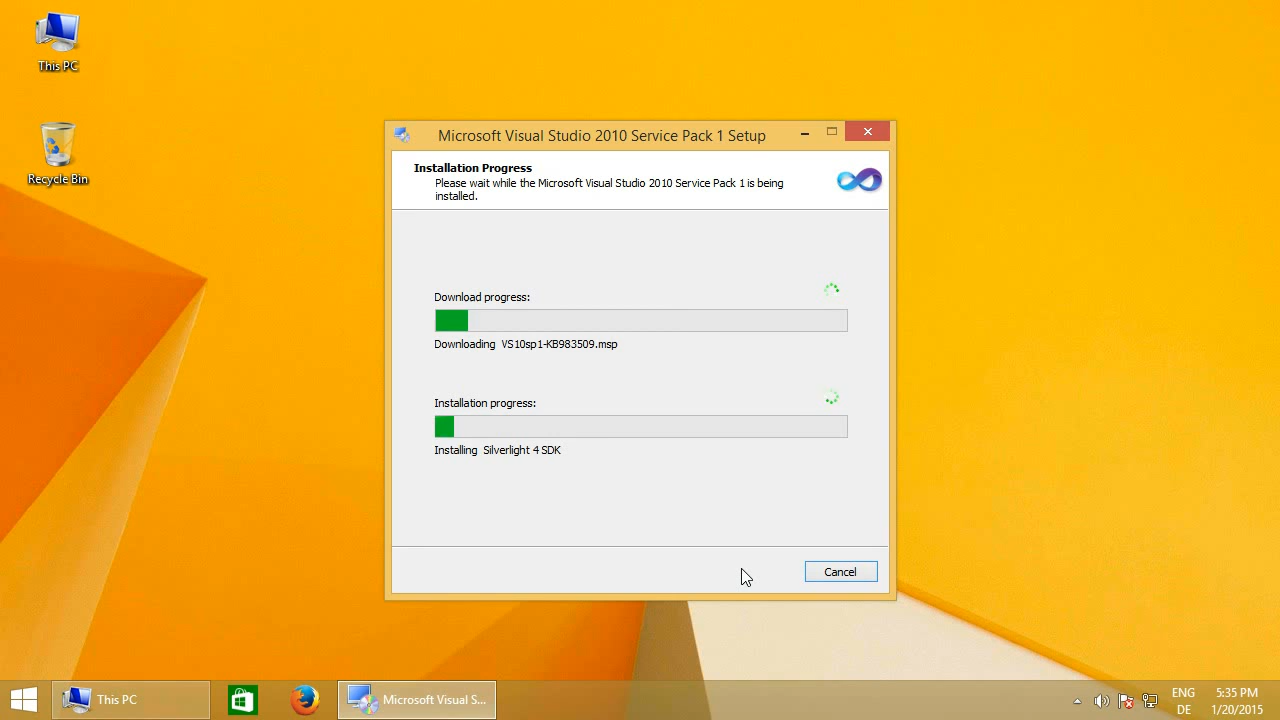 This PC
Recycle Bin
Microsoft Visual Studio 2010 Service Pack 1 Setup
Installation Progress
Please wait while the Microsoft Visual Studio 2010 Service Pack 1 is being
installed.
Download progress:
Downloading VS10sp1-KB983509.msp
Installation progress:
Installing Silverlight 4 SDK
Cancel
This PC
Microsoft Visual S...
ENG
DE
5:35 PM
1/20/2015